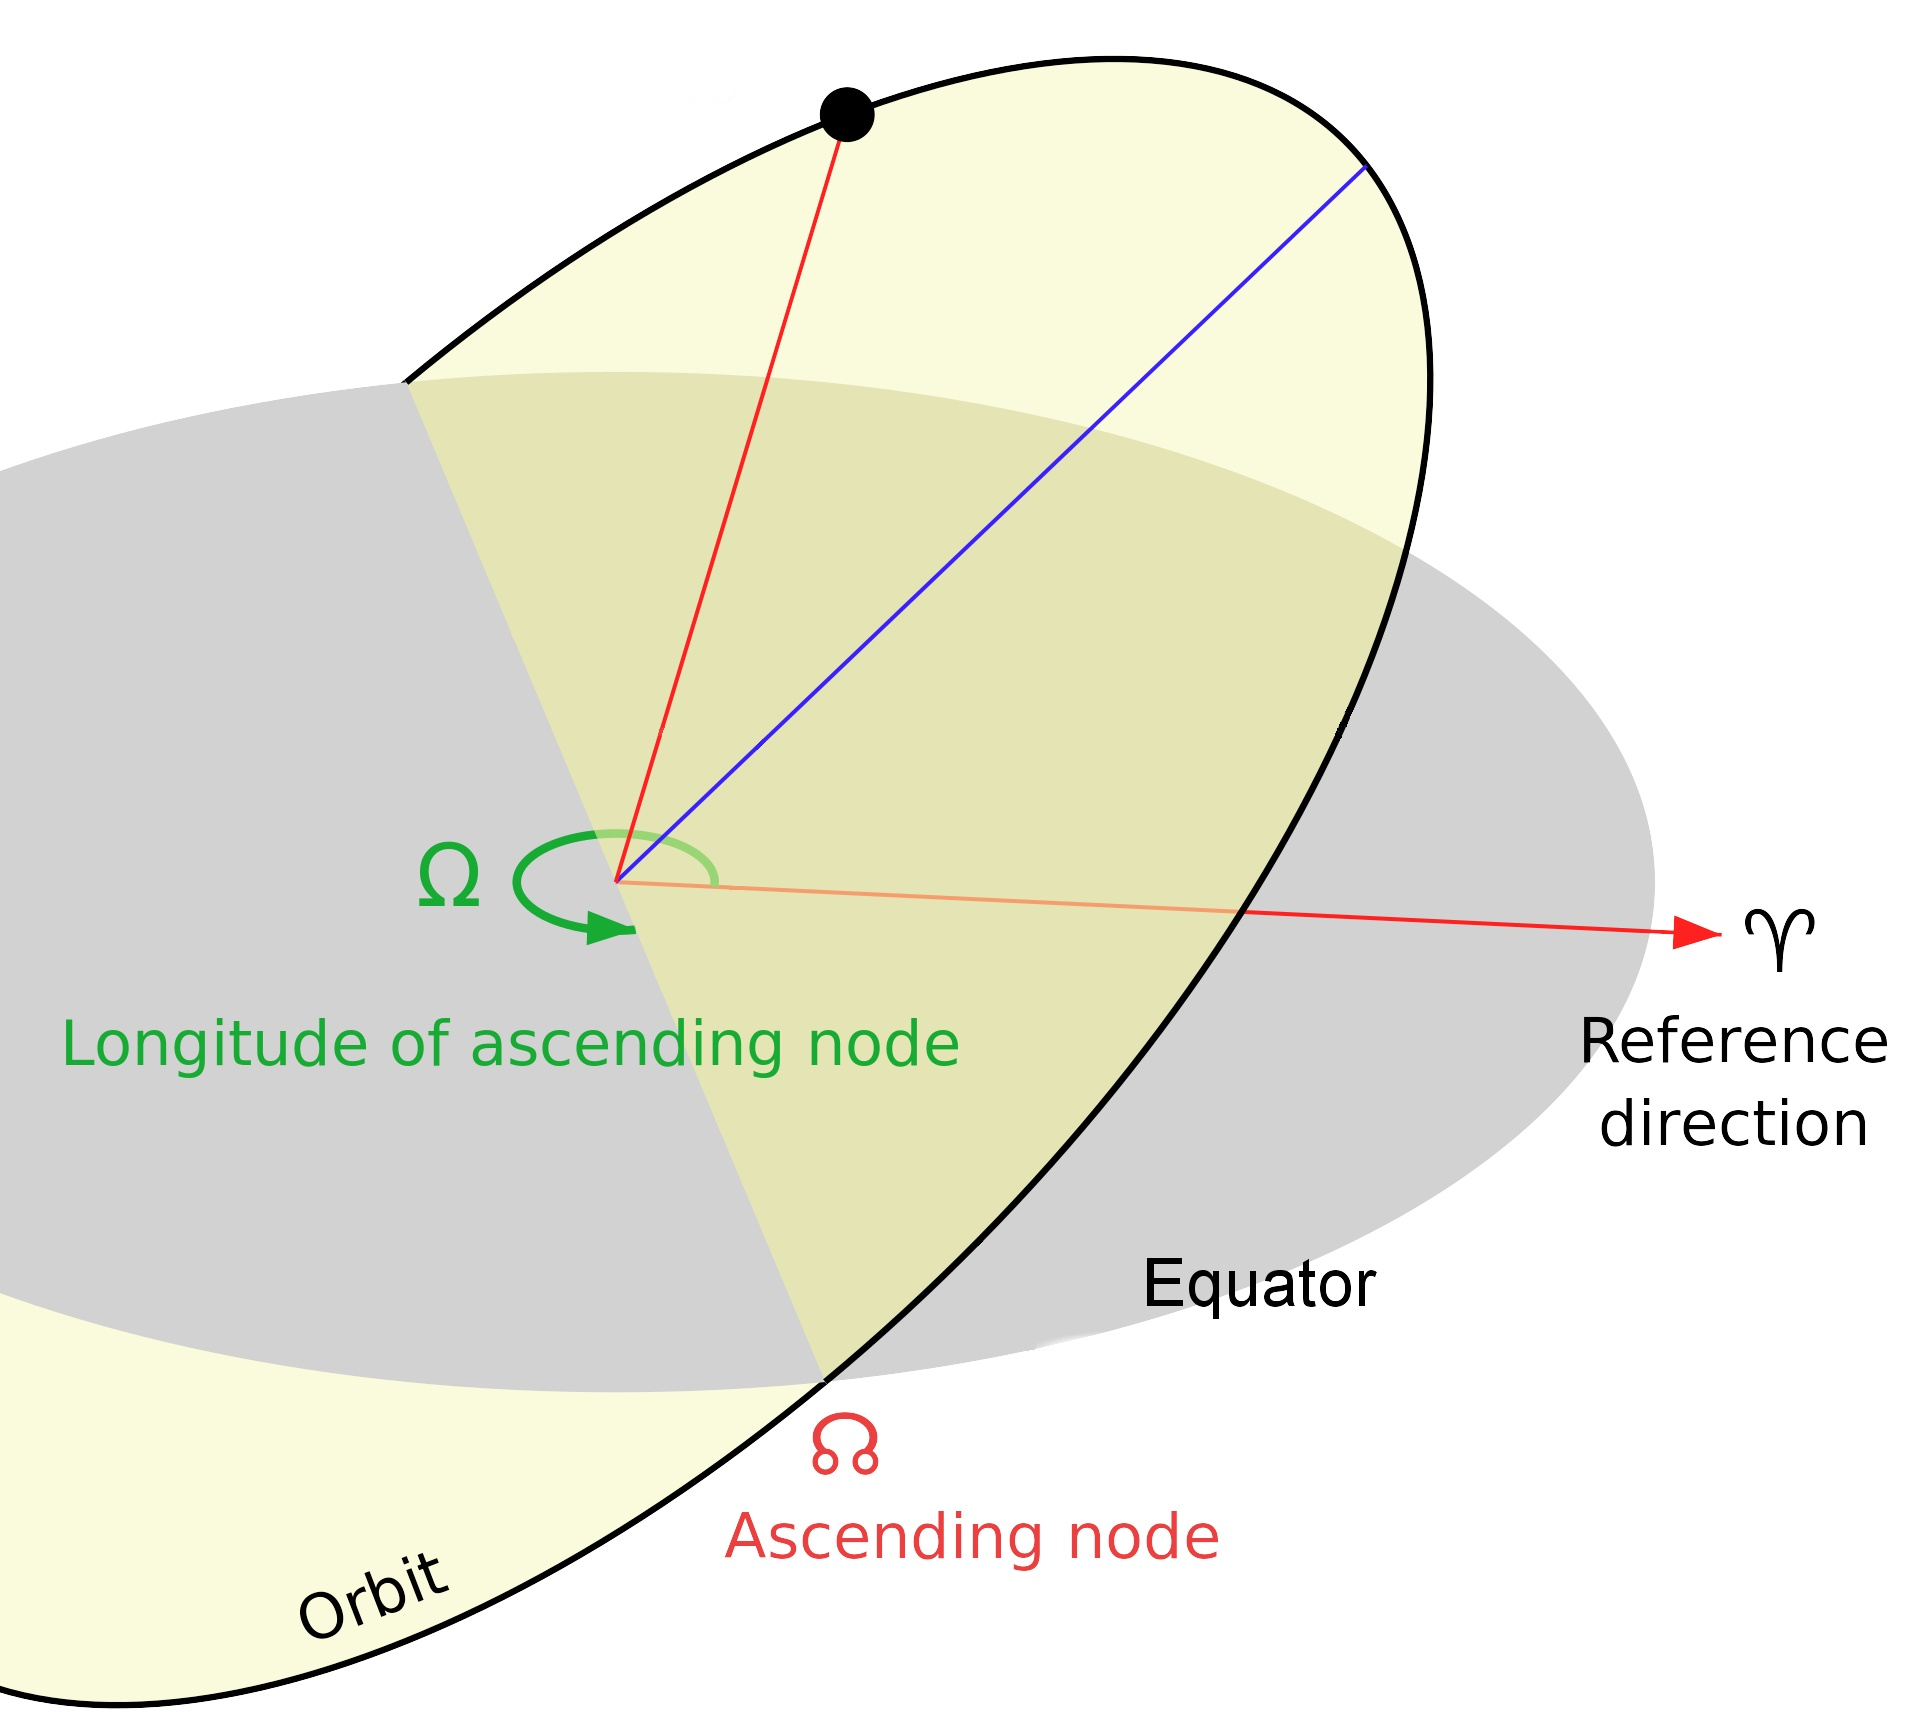 Ω
Longitude of ascending node
♈
Reference
direction
Equator
☊
Ascending node
Orbit